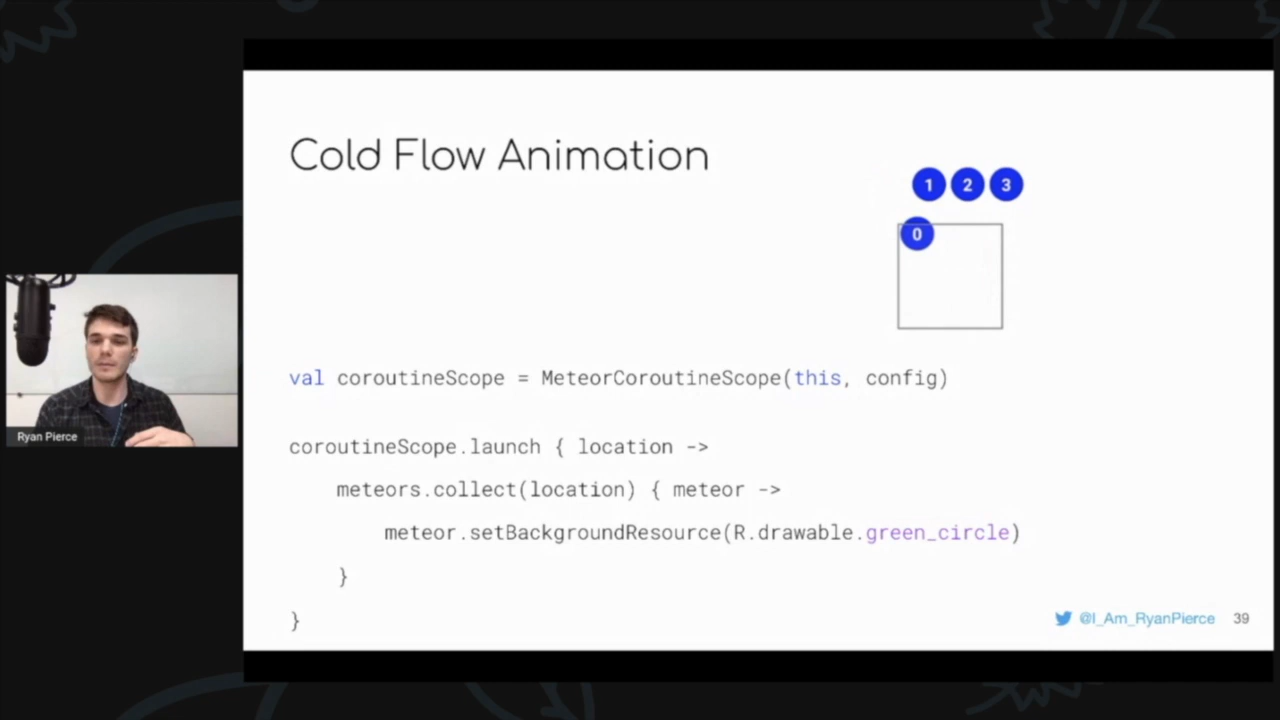 Cold Flow Animation
1 2 3
0
val coroutineScope = MeteorCoroutineScope(this, config)
coroutineScope.launch { location ->
meteors.collect(location) { meteor ->
meteor.setBackgroundResource(R.drawable.green_circle)
}
}
Ryan Pierce
@I_Am_RyanPierce 39